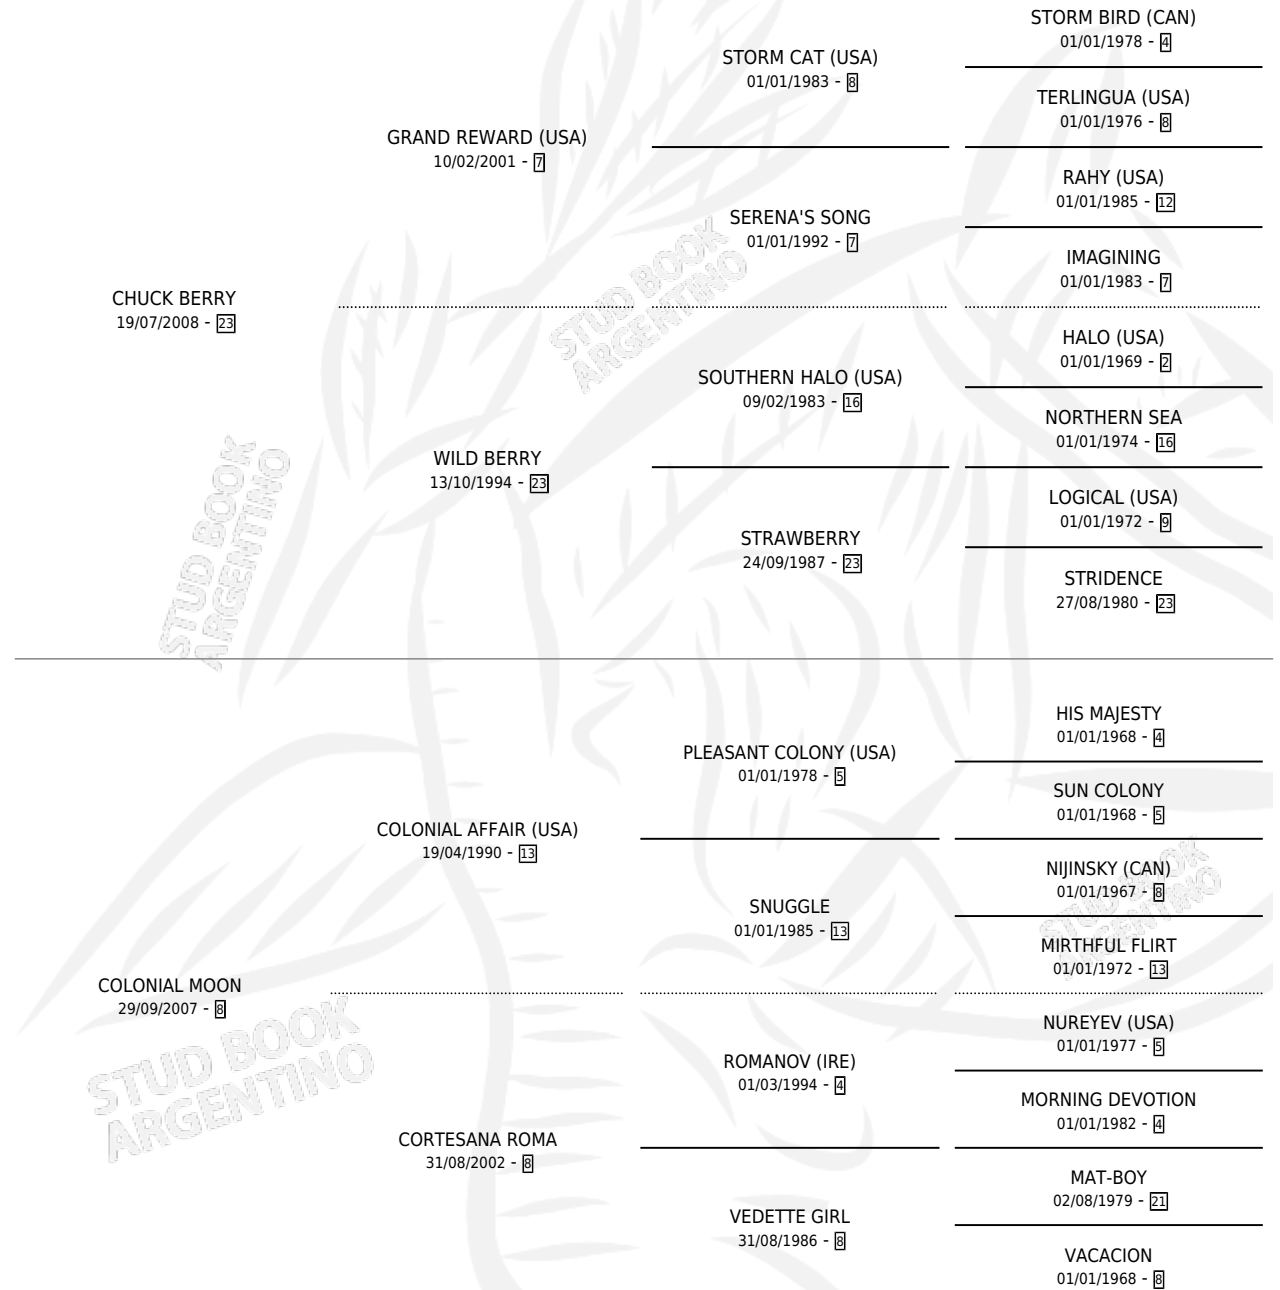 STORM BIRD (CAN)
01/01/1978 - 4
STORM CAT (USA)
01/01/1983 - 8
TERLINGUA (USA)
01/01/1976 - 8
GRAND REWARD (USA)
10/02/2001 - 7
RAHY (USA)
01/01/1985 - 12
SERENA'S SONG
01/01/1992 - 7
IMAGINING
01/01/1983 - 7
CHUCK BERRY
19/07/2008 - 23
HALO (USA)
01/01/1969 - 2
SOUTHERN HALO (USA)
09/02/1983 - 16
NORTHERN SEA
01/01/1974 - 16
WILD BERRY
13/10/1994 - 23
LOGICAL (USA)
01/01/1972 - 9
STRAWBERRY
24/09/1987 - 23
STRIDENCE
27/08/1980 - 23
HIS MAJESTY
01/01/1968 - 4
PLEASANT COLONY (USA)
01/01/1978 - 5
SUN COLONY
01/01/1968 - 5
COLONIAL AFFAIR (USA)
19/04/1990 - 13
NIJINSKY (CAN)
01/01/1967 - 8
SNUGGLE
01/01/1985 - 13
MIRTHFUL FLIRT
01/01/1972 - 13
COLONIAL MOON
29/09/2007 - 8
NUREYEV (USA)
01/01/1977 - 5
ROMANOV (IRE)
01/03/1994 - 4
MORNING DEVOTION
01/01/1982 - 4
CORTESANA ROMA
31/08/2002 - 8
MAT-BOY
02/08/1979 - 21
VEDETTE GIRL
31/08/1986 - 8
VACACION
01/01/1968 - 8
STUD BOOK
ARGENTINO
STUD BOOK
ARGENTINO
STUD BOOK
ARGENTINO
STUD BOOK
ARGENTINO